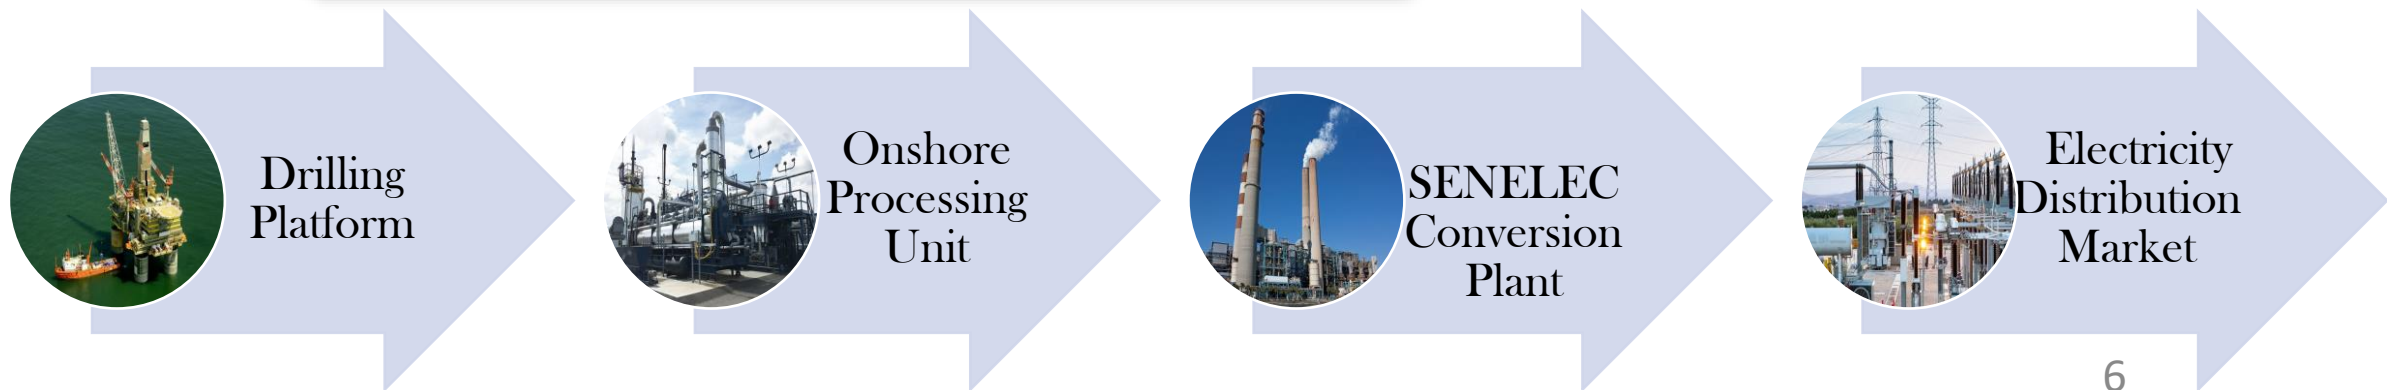 Drilling
Platform
Onshore
Processing
Unit
SENELEC
Conversion
Plant
Electricity
Distribution
Market
6